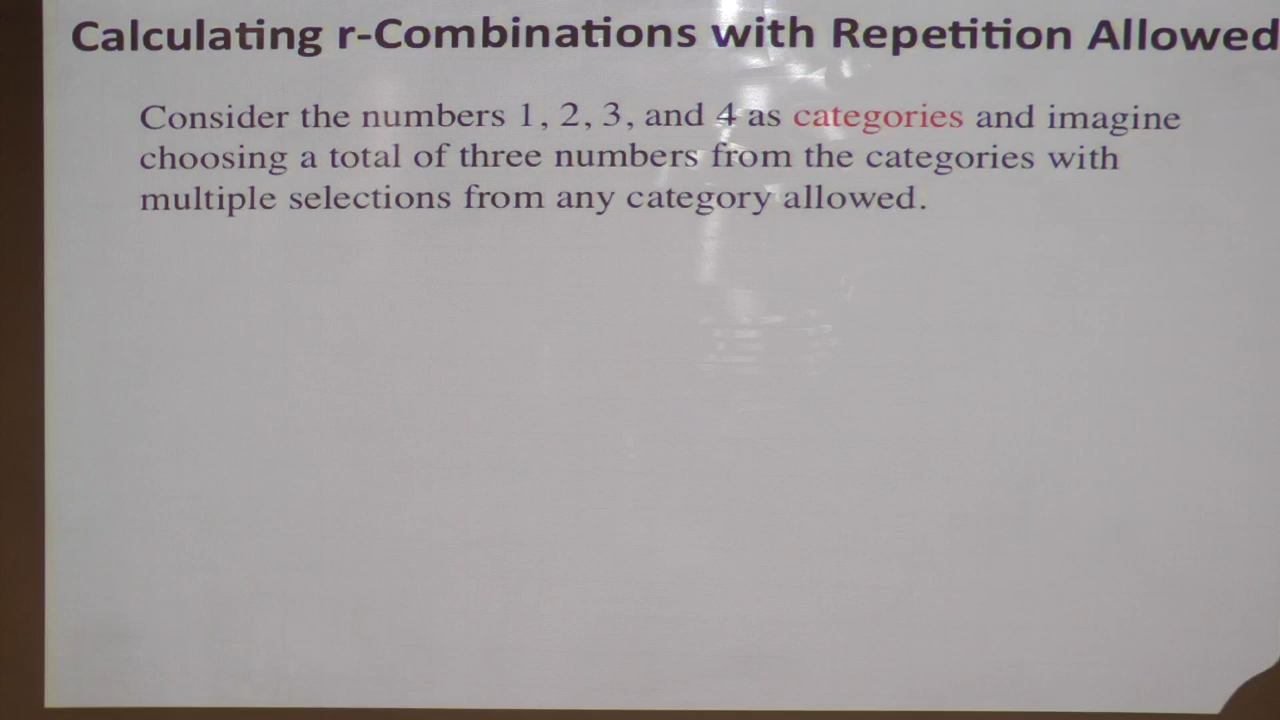 Calculating r-Combinations with Repetition Allowed
Consider the numbers 1, 2, 3, and 4 as categories and imagine
choosing a total of three numbers from the categories with
multiple selections from any category allowed.